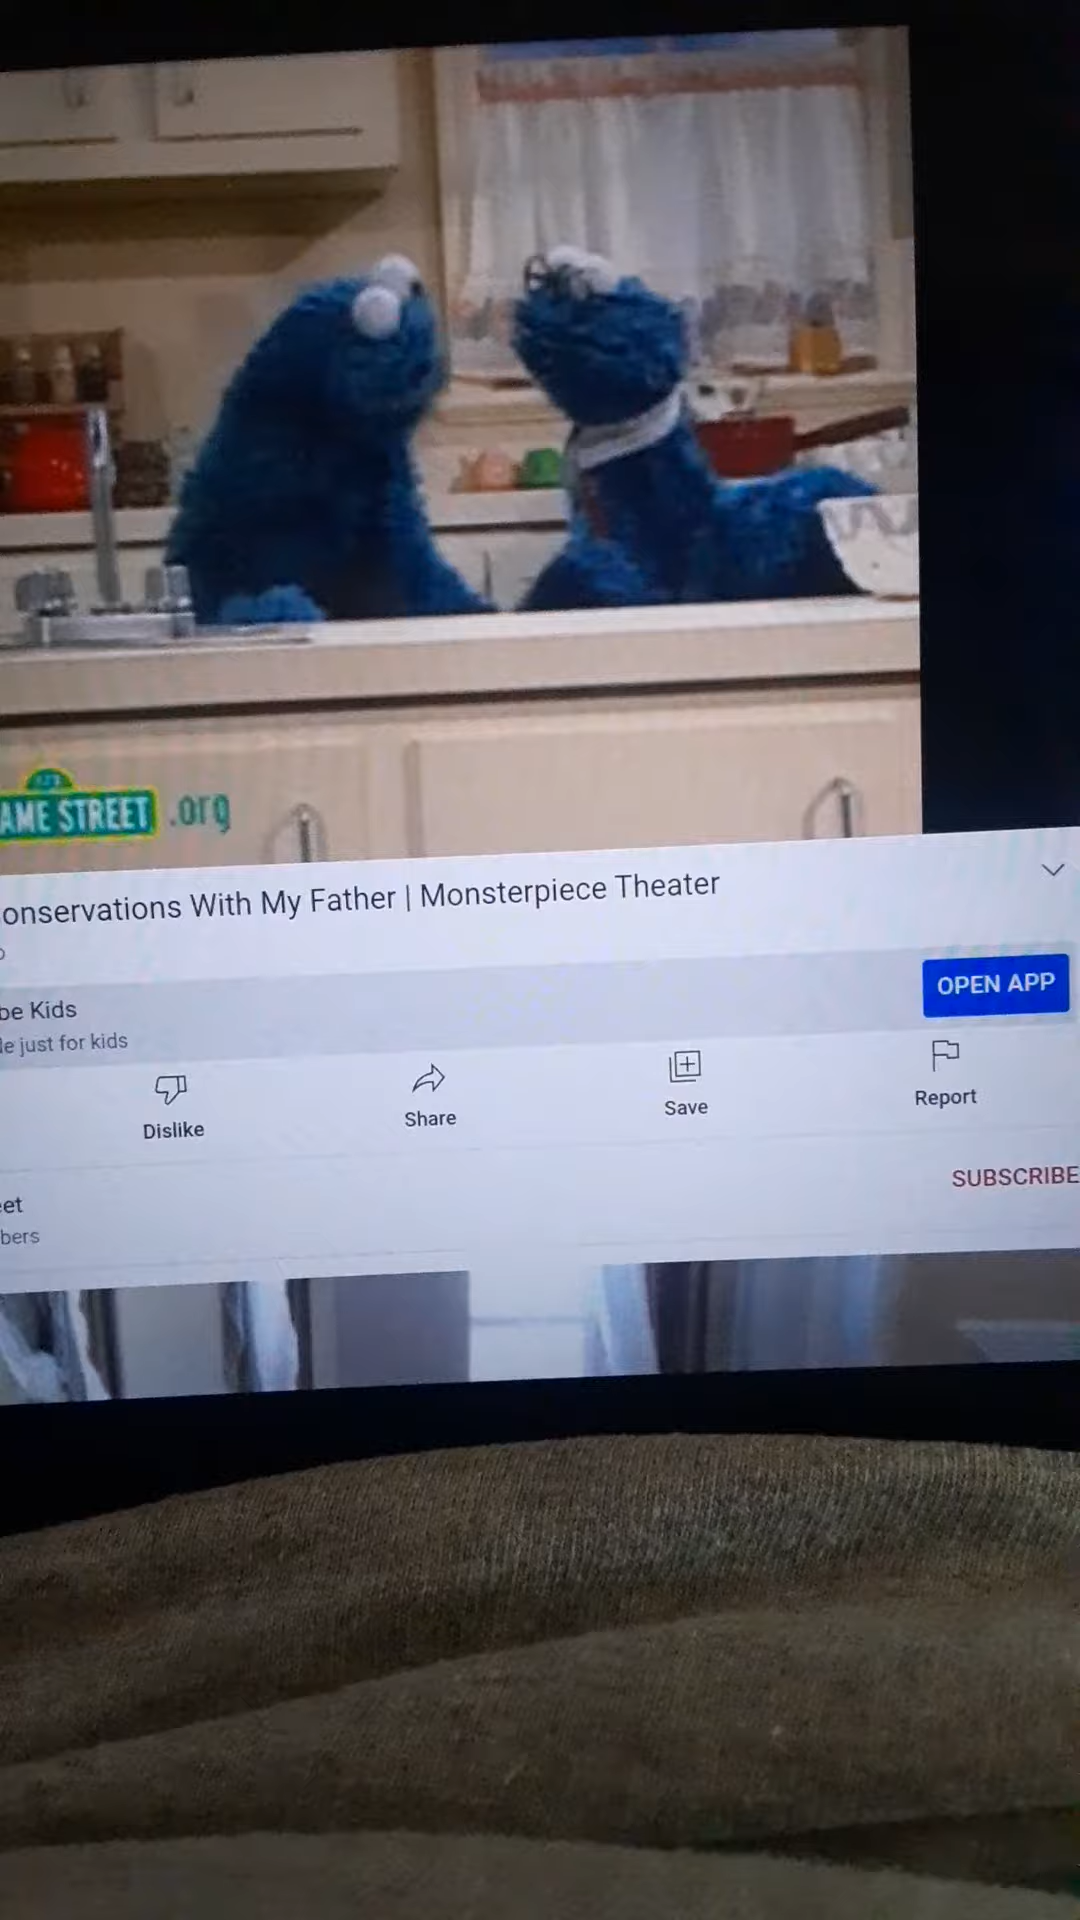 AME STREET .org
onservations With My Father | Monsterpiece Theater
be Kids
le just for kids
OPEN APP
Dislike
Share
Save
Report
et
bers
SUBSCRIBE